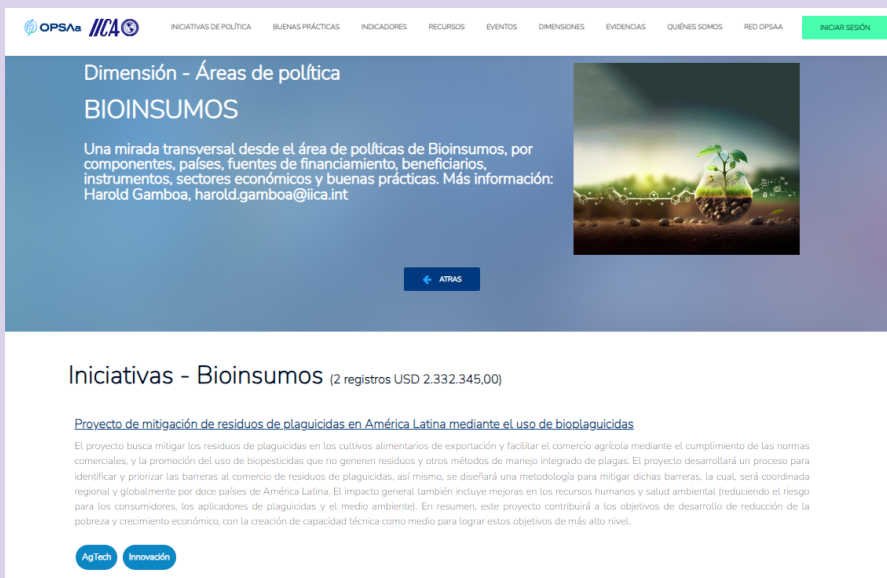 OPSAa IICA
INICIATIVAS DE POLÍTICA BUENAS PRÁCTICAS INDICADORES RECURSOS EVENTOS DIMENSIONES EVIDENCIAS QUIÉNES SOMOS RED OPSAA INICIAR SESIÓN
Dimensión - Áreas de política
BIOINSUMOS
Una mirada transversal desde el área de políticas de Bioinsumos, por
componentes, países, fuentes de financiamiento, beneficiarios,
instrumentos, sectores económicos y buenas prácticas. Más información:
Harold Gamboa, harold.gamboa@iica.int
ATRAS
Iniciativas - Bioinsumos (2 registros USD 2.332.345,00)
Proyecto de mitigación de residuos de plaguicidas en América Latina mediante el uso de bioplaguicidas
El proyecto busca mitigar los residuos de plaguicidas en los cultivos alimentarios de exportación y facilitar el comercio agrícola mediante el cumplimiento de las normas
comerciales, y la promoción del uso de biopesticidas que no generen residuos y otros métodos de manejo integrado de plagas. El proyecto desarrollará un proceso para
identificar y priorizar las barreras al comercio de residuos de plaguicidas, así mismo, se diseñará una metodología para mitigar dichas barreras, la cual, será coordinada
regional y globalmente por doce países de América Latina. El impacto general también incluye mejoras en los recursos humanos y salud ambiental (reduciendo el riesgo
para los consumidores, los aplicadores de plaguicidas y el medio ambiente). En resumen, este proyecto contribuirá a los objetivos de desarrollo de reducción de la
pobreza y crecimiento económico, con la creación de capacidad técnica como medio para lograr estos objetivos de más alto nivel.
AgTech Innovación